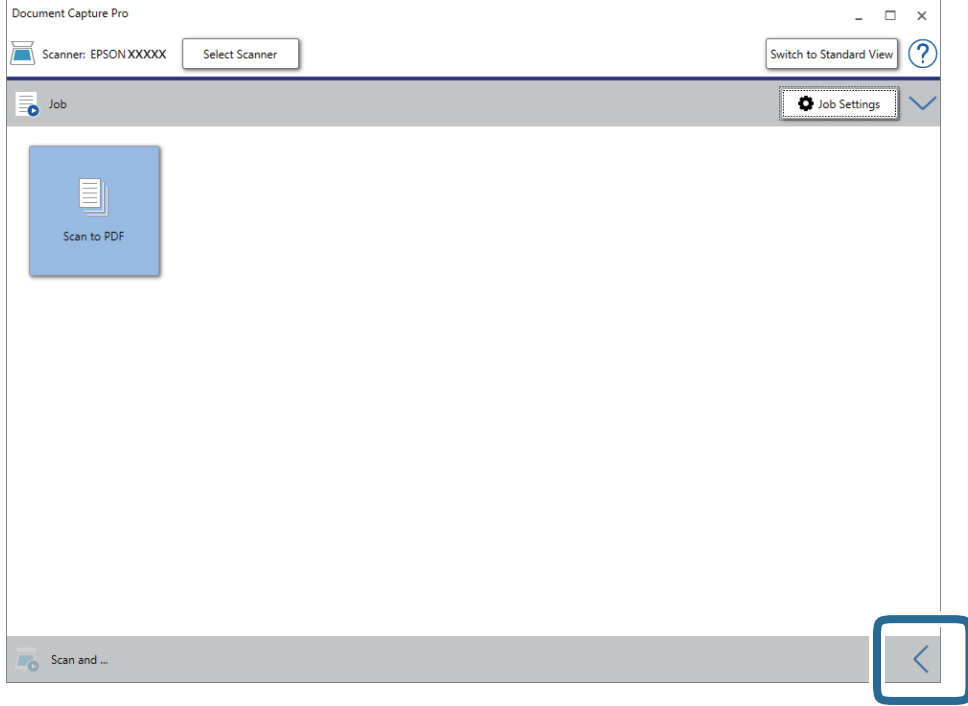 Document Capture Pro
Scanner: EPSON XXXXX
Select Scanner
Switch to Standard View
?
Job
Job Settings
Scan to PDF
Scan and ...